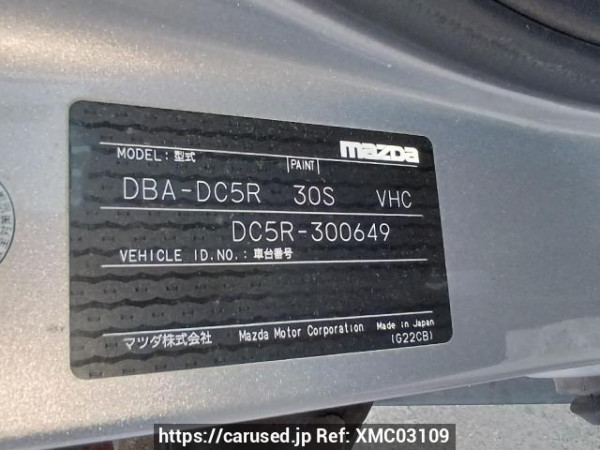 mazda
MODEL: 型式 PAINT
DBA-DC5R 30S VHC
DC5R-300649
VEHICLE ID.NO.: 車台番号
マツダ株式会社 Mazda Motor Corporation Made in Japan
(G22CB)
https://carused.jp Ref: XMC03109